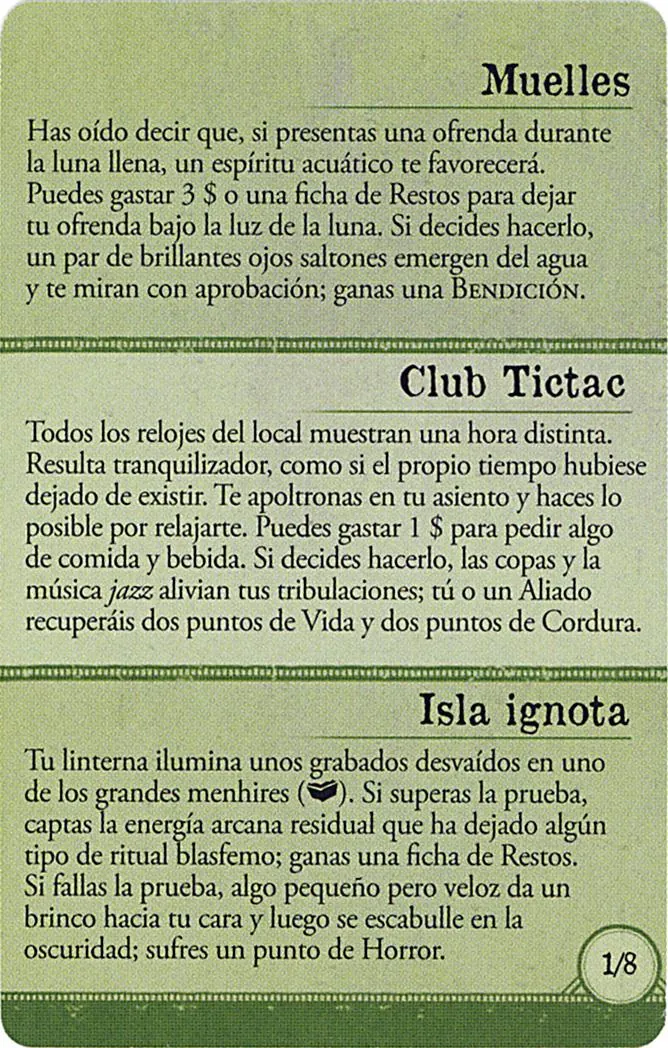 Muelles
Has oído decir que, si presentas una ofrenda durante
la luna llena, un espíritu acuático te favorecerá.
Puedes gastar 3 $ o una ficha de Restos para dejar
tu ofrenda bajo la luz de la luna. Si decides hacerlo,
un par de brillantes ojos saltones emergen del agua
y te miran con aprobación; ganas una BENDICIÓN.
Club Tictac
Todos los relojes del local muestran una hora distinta.
Resulta tranquilizador, como si el propio tiempo hubiese
dejado de existir. Te apoltronas en tu asiento y haces lo
posible por relajarte. Puedes gastar 1 $ para pedir algo
de comida y bebida. Si decides hacerlo, las copas y la
música jazz alivian tus tribulaciones; tú o un Aliado
recuperáis dos puntos de Vida y dos puntos de Cordura.
Isla ignota
Tu linterna ilumina unos grabados desvaídos en uno
de los grandes menhires (). Si superas la prueba,
captas la energía arcana residual que ha dejado algún
tipo de ritual blasfemo; ganas una ficha de Restos.
Si fallas la prueba, algo pequeño pero veloz da un
brinco hacia tu cara y luego se escabulle en la
oscuridad; sufres un punto de Horror.
1/8